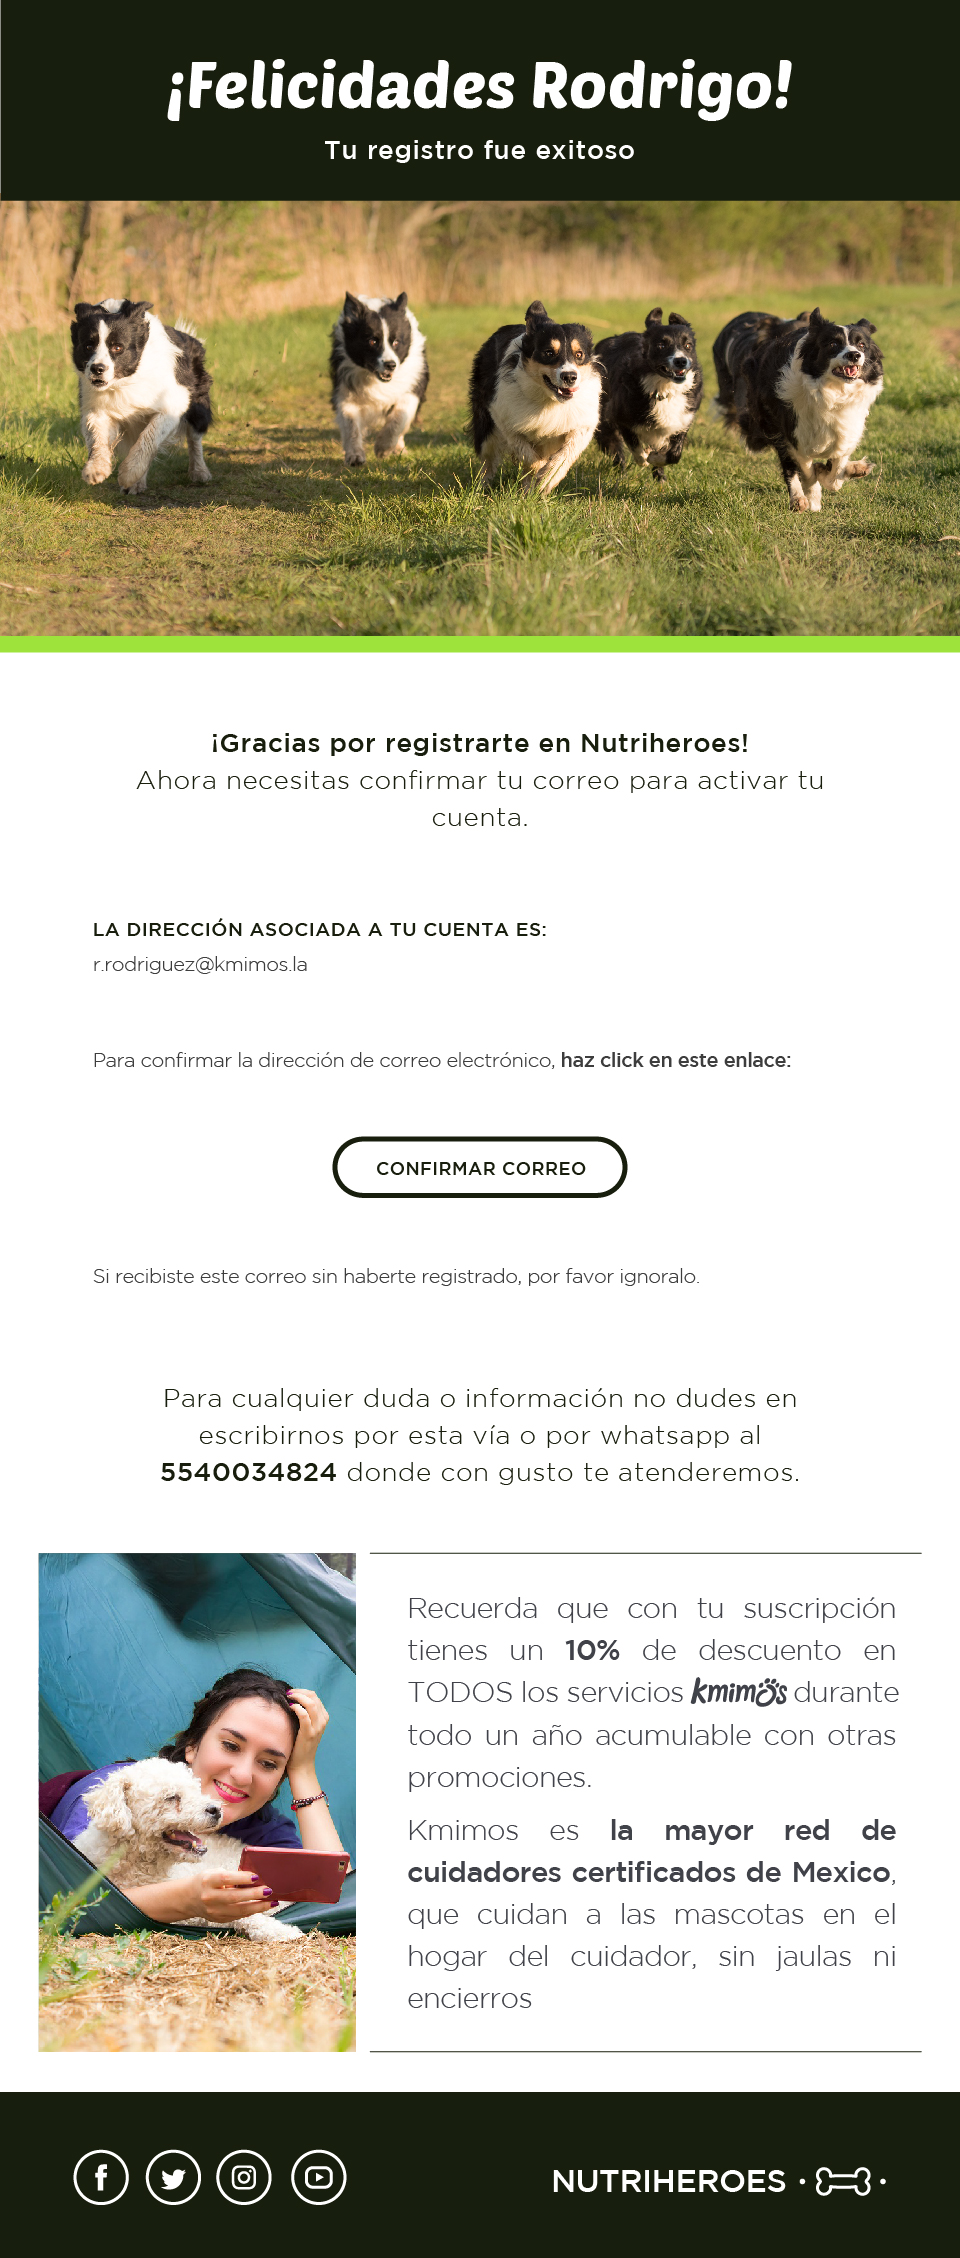 ¡Felicidades Rodrigo!
Tu registro fue exitoso
¡Gracias por registrarte en Nutriheroes!
Ahora necesitas confirmar tu correo para activar tu
cuenta.
LA DIRECCIÓN ASOCIADA A TU CUENTA ES:
r.rodriguez@kmimos.la
Para confirmar la dirección de correo electrónico, haz click en este enlace:
CONFIRMAR CORREO
Si recibiste este correo sin haberte registrado, por favor ignoralo.
Para cualquier duda o información no dudes en
escribirnos por esta vía o por whatsapp al
5540034824 donde con gusto te atenderemos.
Recuerda que con tu suscripción
tienes un 10% de descuento en
TODOS los servicios kmimos durante
todo un año acumulable con otras
promociones.
Kmimos es la mayor red de
cuidadores certificados de Mexico,
que cuidan a las mascotas en el
hogar del cuidador, sin jaulas ni
encierros
NUTRIHEROES